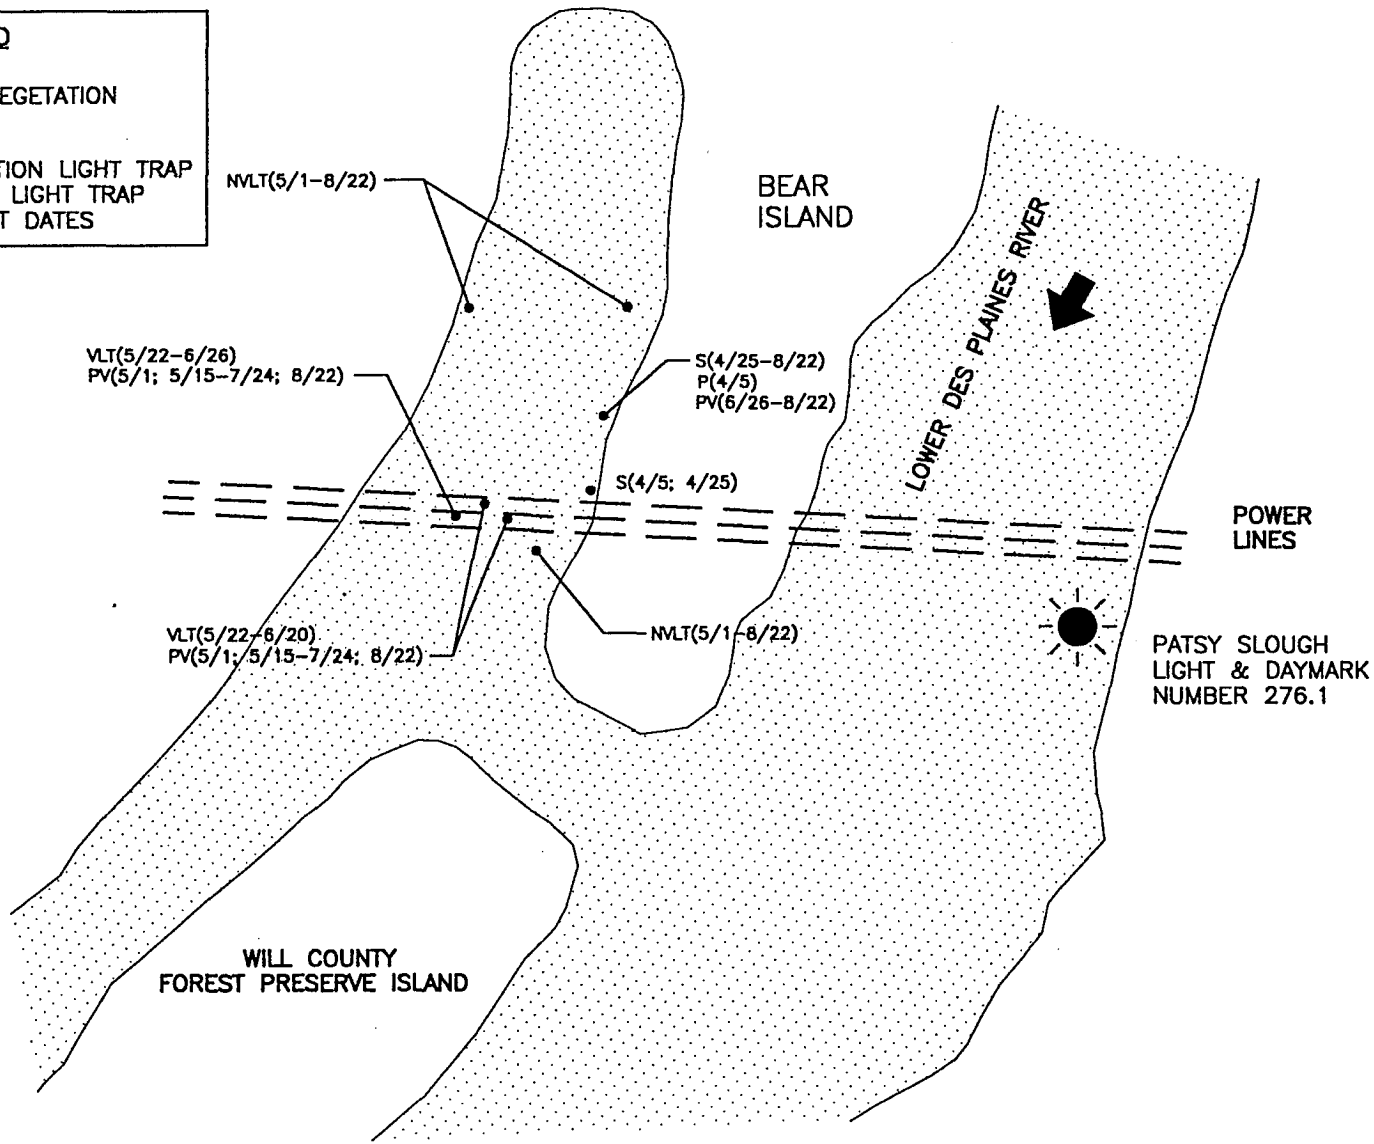 EGETATION
TION LIGHT TRAP
LIGHT TRAP
T DATES
NVLT(5/1-8/22)
BEAR
ISLAND
LOWER DES PLAINES RIVER
VLT(5/22-6/26)
PV(5/1; 5/15-7/24; 8/22)
S(4/25-8/22)
P(4/5)
PV(6/26-8/22)
S(4/5; 4/25)
POWER
LINES
VLT(5/22-6/20)
PV(5/1; 5/15-7/24; 8/22)
NVLT(5/1-8/22)
PATSY SLOUGH
LIGHT & DAYMARK
NUMBER 276.1
WILL COUNTY
FOREST PRESERVE ISLAND